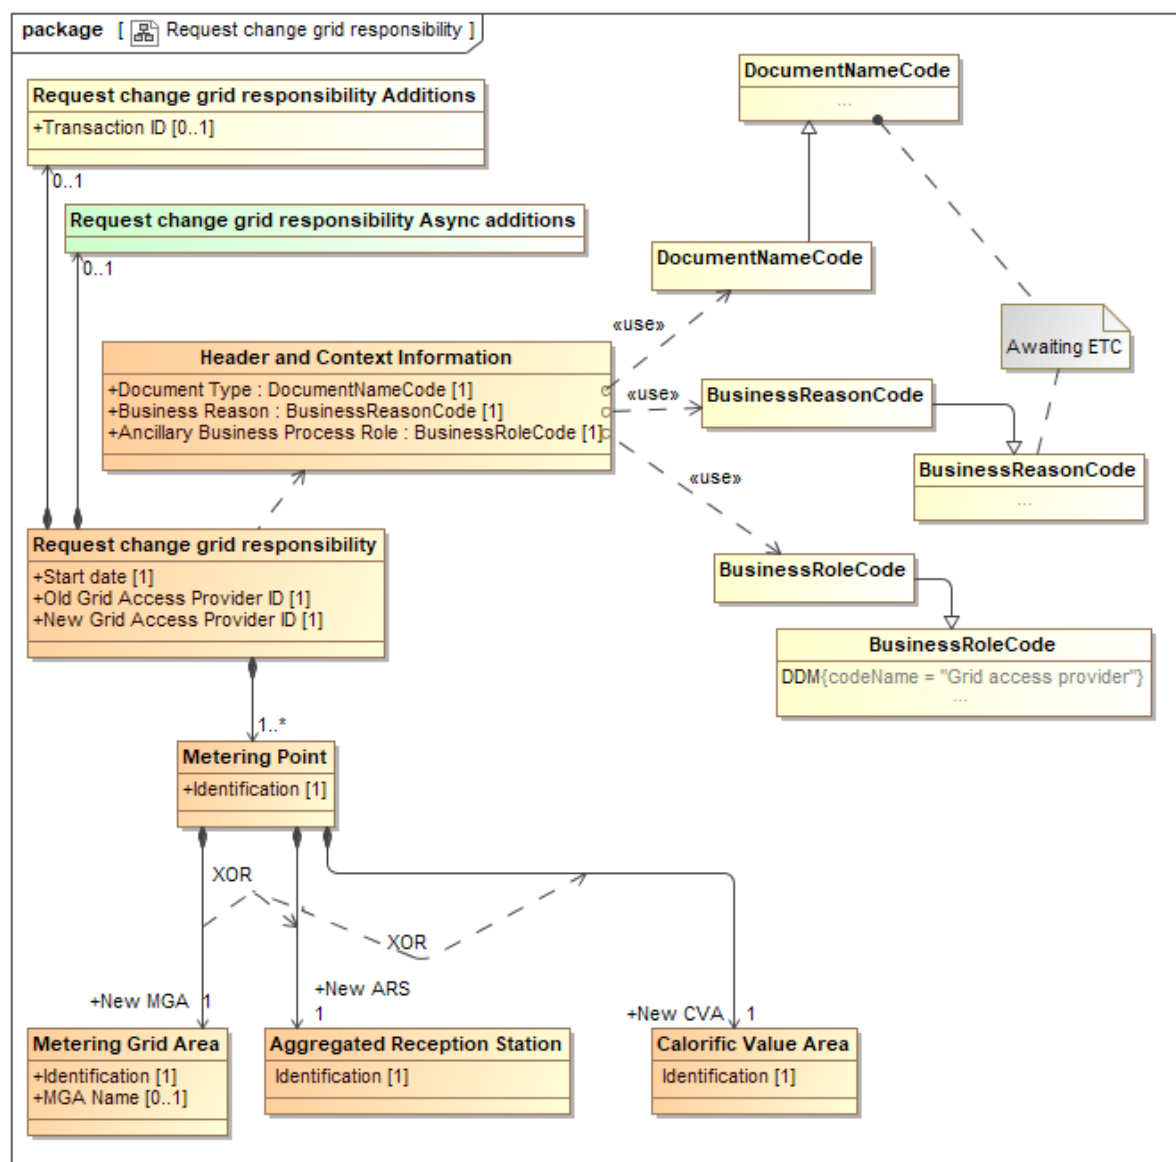 package [ Request change grid responsibility ]
DocumentNameCode
...
Request change grid responsibility Additions
+Transaction ID [0..1]
0..1
Request change grid responsibility Async additions
0..1
DocumentNameCode
«use»
Awaiting ETC
Header and Context Information
+Document Type : DocumentNameCode [1]
+Business Reason : BusinessReasonCode [1]
+Ancillary Business Process Role : BusinessRoleCode [1]
«use»
BusinessReasonCode
«use»
BusinessReasonCode
...
Request change grid responsibility
+Start date [1]
+Old Grid Access Provider ID [1]
+New Grid Access Provider ID [1]
BusinessRoleCode
BusinessRoleCode
DDM{codeName = "Grid access provider"}
...
1..*
Metering Point
+Identification [1]
XOR
XOR
+New MGA 1
+New ARS
1
+New CVA 1
Metering Grid Area
+Identification [1]
+MGA Name [0..1]
Aggregated Reception Station
Identification [1]
Calorific Value Area
Identification [1]